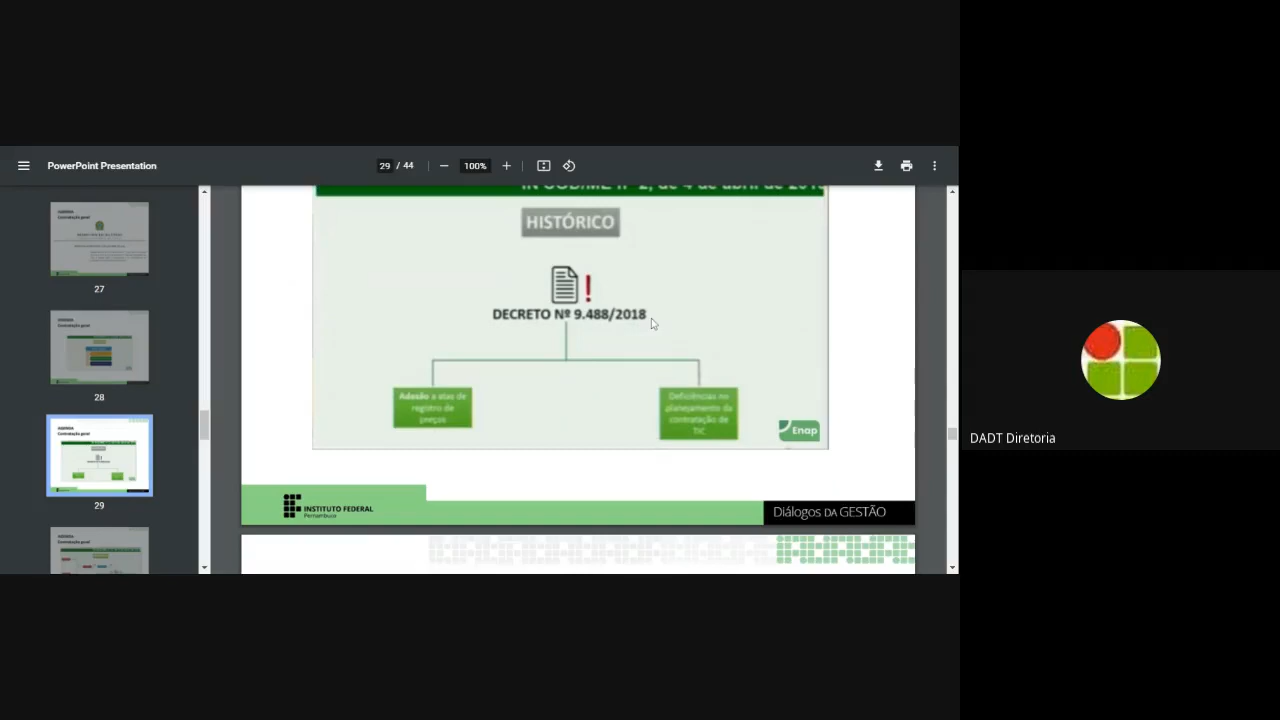 PowerPoint Presentation
29 / 44
100%
HISTÓRICO
DECRETO Nº 9.488/2018
Adesão a atas de
registro de
preços
Deficiências no
planejamento da
contratação de
TIC
Enap
INSTITUTO FEDERAL
Pernambuco
Diálogos DA GESTÃO
27
28
29
DADT Diretoria